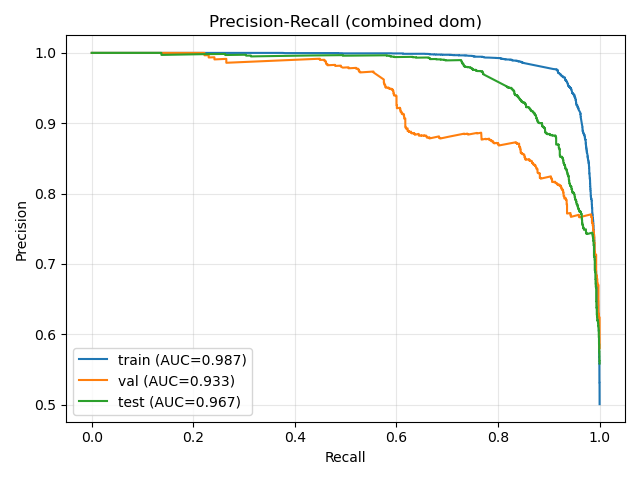 Precision-Recall (combined dom)
1.0
0.9
0.8
0.7
0.6
0.5
Precision
train (AUC=0.987)
val (AUC=0.933)
test (AUC=0.967)
0.0 0.2 0.4 0.6 0.8 1.0
Recall